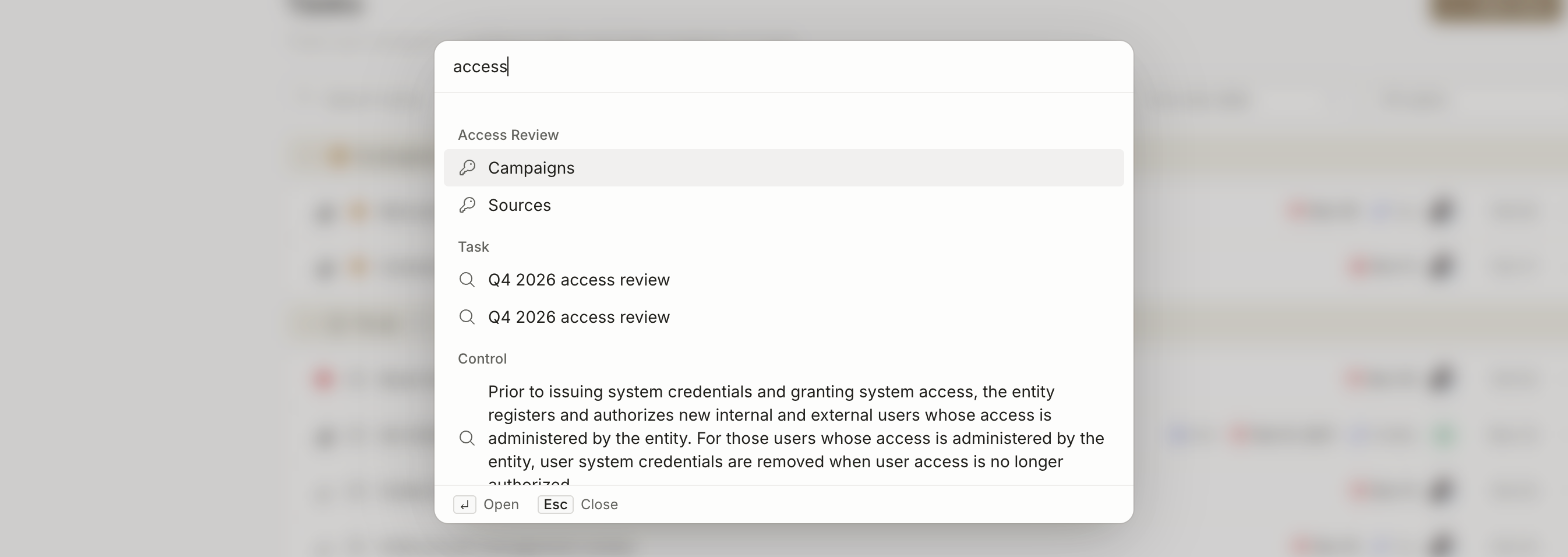 Tasks
access
Access Review
Campaigns
Sources
Task
Q4 2026 access review
Q4 2026 access review
Control
Prior to issuing system credentials and granting system access, the entity
registers and authorizes new internal and external users whose access is
administered by the entity. For those users whose access is administered by the
entity, user system credentials are removed when user access is no longer
authorized.
↵ Open Esc Close